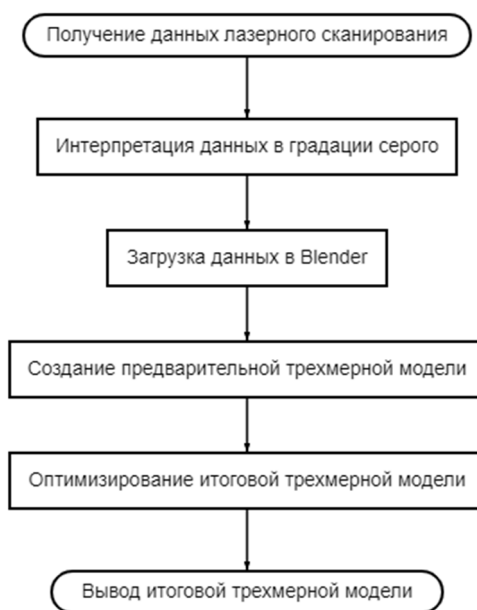 Получение данных лазерного сканирования
Интерпретация данных в градации серого
Загрузка данных в Blender
Создание предварительной трехмерной модели
Оптимизирование итоговой трехмерной модели
Вывод итоговой трехмерной модели